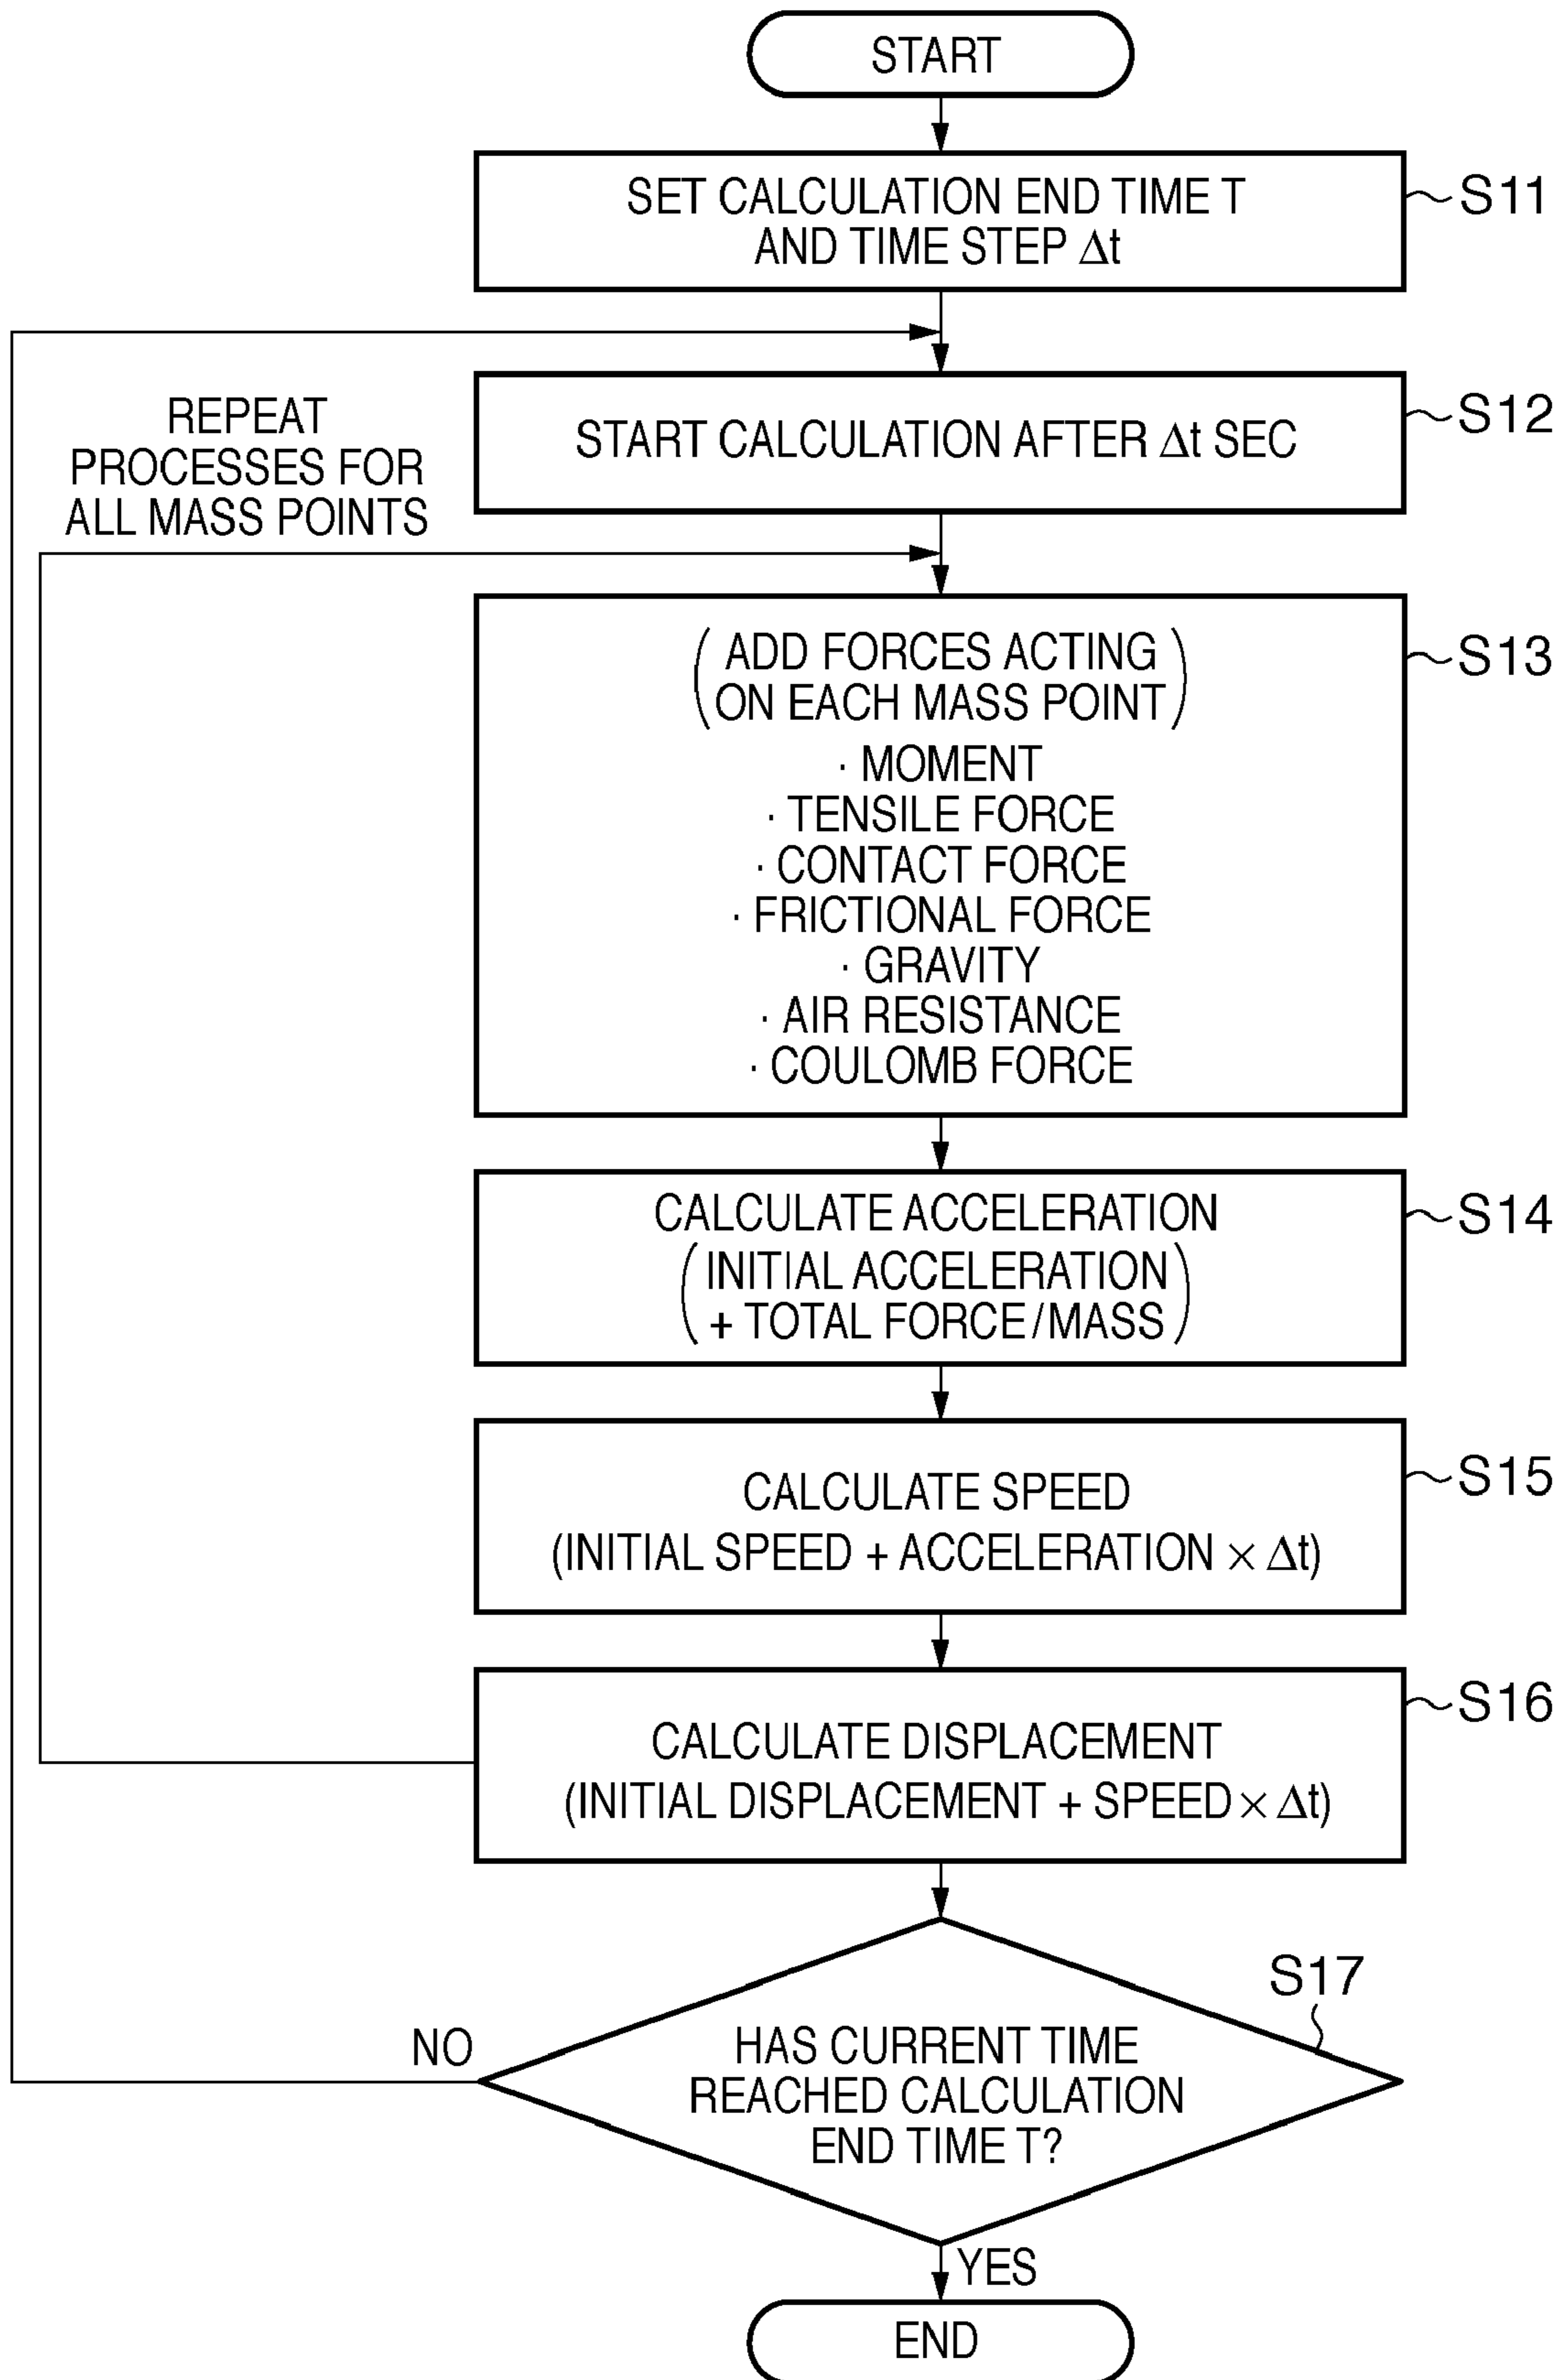 START
SET CALCULATION END TIME T
AND TIME STEP Δt
S11
REPEAT
PROCESSES FOR
ALL MASS POINTS
START CALCULATION AFTER Δt SEC
S12
(ADD FORCES ACTING
ON EACH MASS POINT)
· MOMENT
· TENSILE FORCE
· CONTACT FORCE
· FRICTIONAL FORCE
· GRAVITY
· AIR RESISTANCE
· COULOMB FORCE
S13
CALCULATE ACCELERATION
(INITIAL ACCELERATION
+ TOTAL FORCE/MASS)
S14
CALCULATE SPEED
(INITIAL SPEED + ACCELERATION × Δt)
S15
CALCULATE DISPLACEMENT
(INITIAL DISPLACEMENT + SPEED × Δt)
S16
HAS CURRENT TIME
REACHED CALCULATION
END TIME T?
S17
NO
YES
END